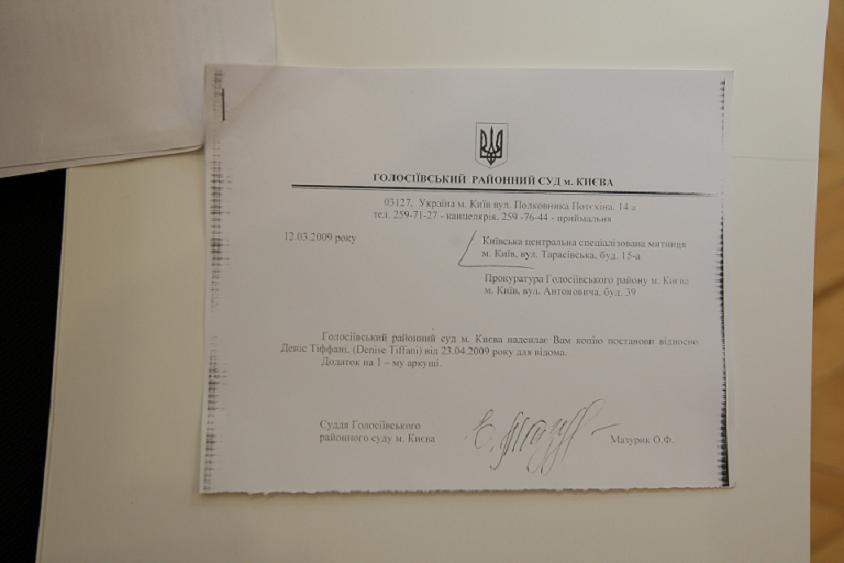 ГОЛОСІЇВСЬКИЙ РАЙОННИЙ СУД м. КИЄВА
03127, Україна м. Київ вул. Полковника Потєхіна, 14 а
тел. 259-71-27 - канцелярія, 259 -76-44 - приймальня
12.03.2009 року
Київська центральна спеціалізована митниця
м. Київ, вул. Тарасівська, буд. 15-а
Прокуратура Голосіївського району м. Києва
м. Київ, вул. Антоновича, буд. 39
Голосіївський районний суд м. Києва надсилає Вам копію постанови відносно
Деніс Тіффані, (Denise Tiffani) від 23.04.2009 року для відома.
Додаток на 1 – му аркуші.
Суддя Голосіївського
районного суду м. Києва
Мазурик О.Ф.